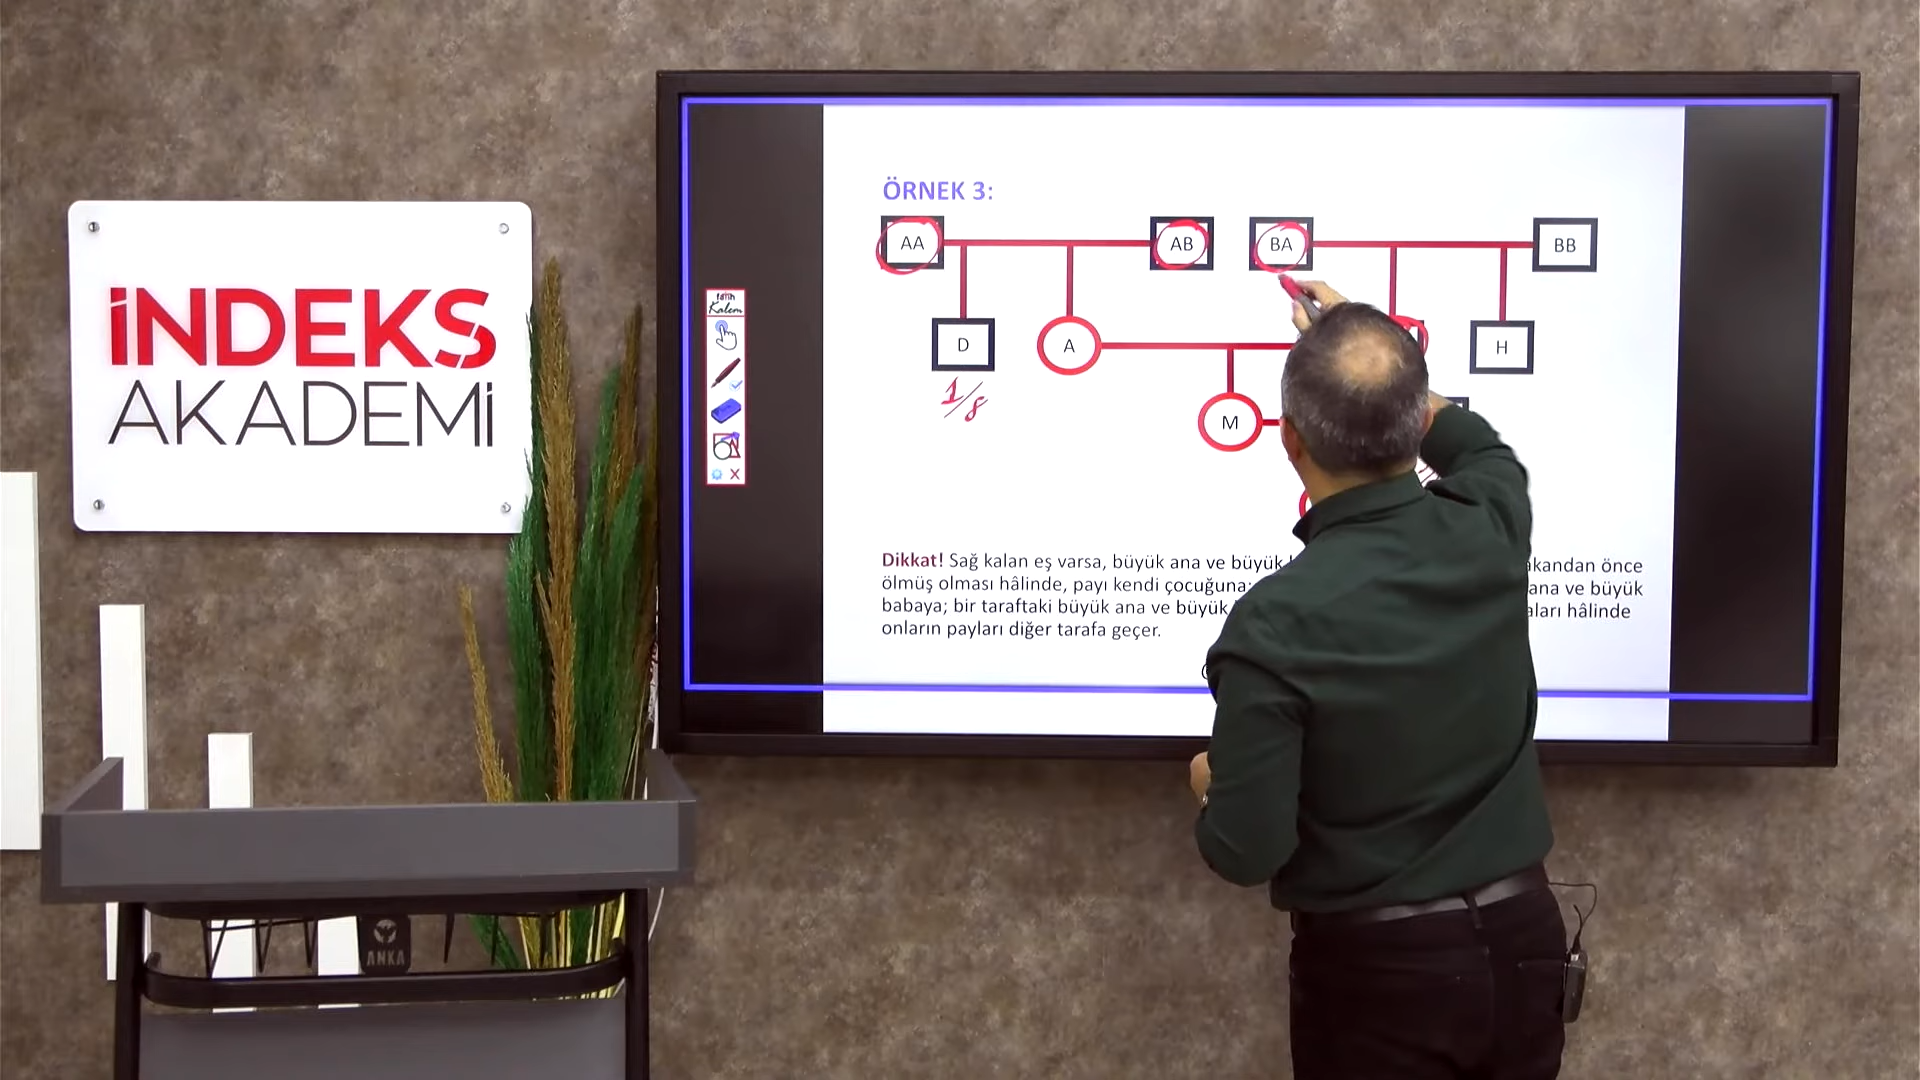 İNDEKS
AKADEMİ
fatih
Kalem
ÖRNEK 3:
AA
AB
BA
BB
D
A
H
1/8
M
Dikkat! Sağ kalan eş varsa, büyük ana ve büyük akandan önce
ölmüş olması hâlinde, payı kendi çocuğuna; ana ve büyük
babaya; bir taraftaki büyük ana ve büyük aları hâlinde
onların payları diğer tarafa geçer.
ANKA